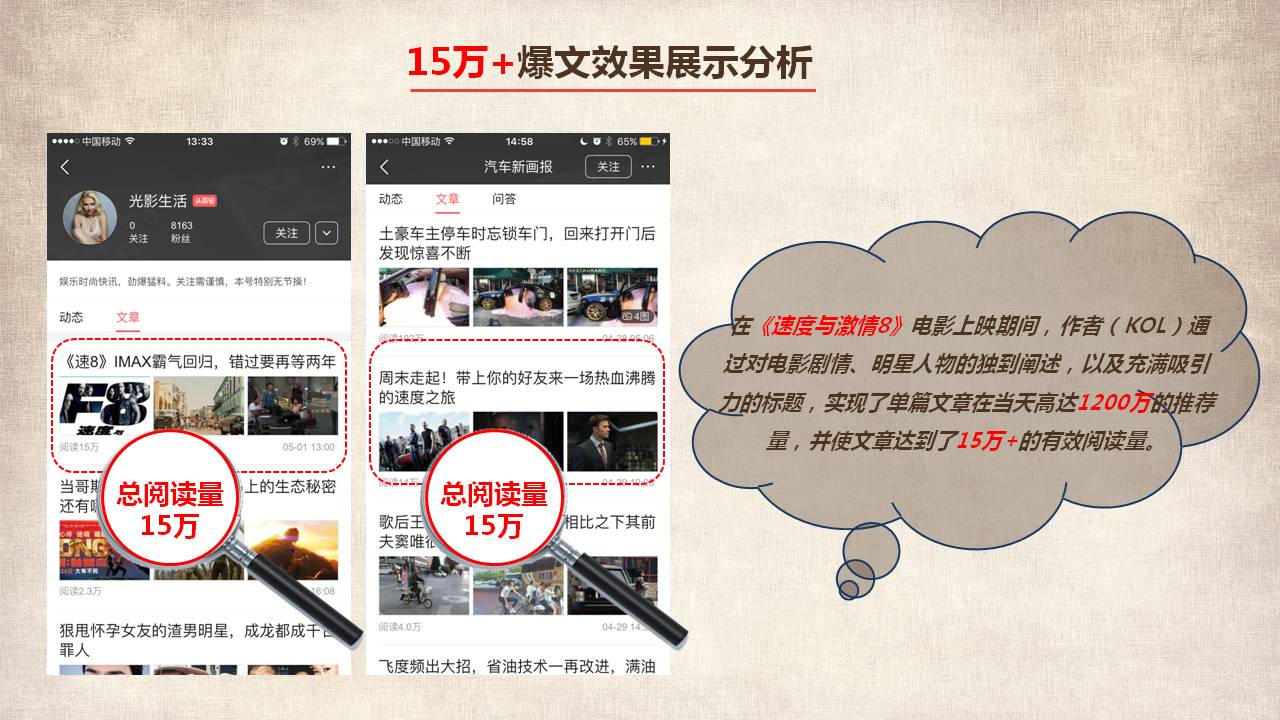 15万+爆文效果展示分析
中国移动 13:33 69%
光影生活 头条号
0 8163
关注 粉丝
关注
娱乐时尚快讯，劲爆猛料。关注需谨慎，本号特别无节操！
动态 文章
《速8》IMAX霸气回归，错过要再等两年
F8
阅读15万 05-01 13:00
总阅读量
15万
当哥斯
上的生态秘密
还有
阅读2.3万 16:08
狠甩怀孕女友的渣男明星，成龙都成千古
罪人
中国移动 14:58 65%
汽车新画报 关注
动态 文章 问答
土豪车主停车时忘锁车门，回来打开门后
发现惊喜不断
RESTAURANT
4图
周末走起！带上你的好友来一场热血沸腾
的速度之旅
总阅读量
15万
歌后王
相比之下其前
夫窦唯
阅读4.0万 04-29 14:
飞度频出大招，省油技术一再改进，满油
在《速度与激情8》电影上映期间，作者（KOL）通
过对电影剧情、明星人物的独到阐述，以及充满吸引
力的标题，实现了单篇文章在当天高达1200万的推荐
量，并使文章达到了15万+的有效阅读量。